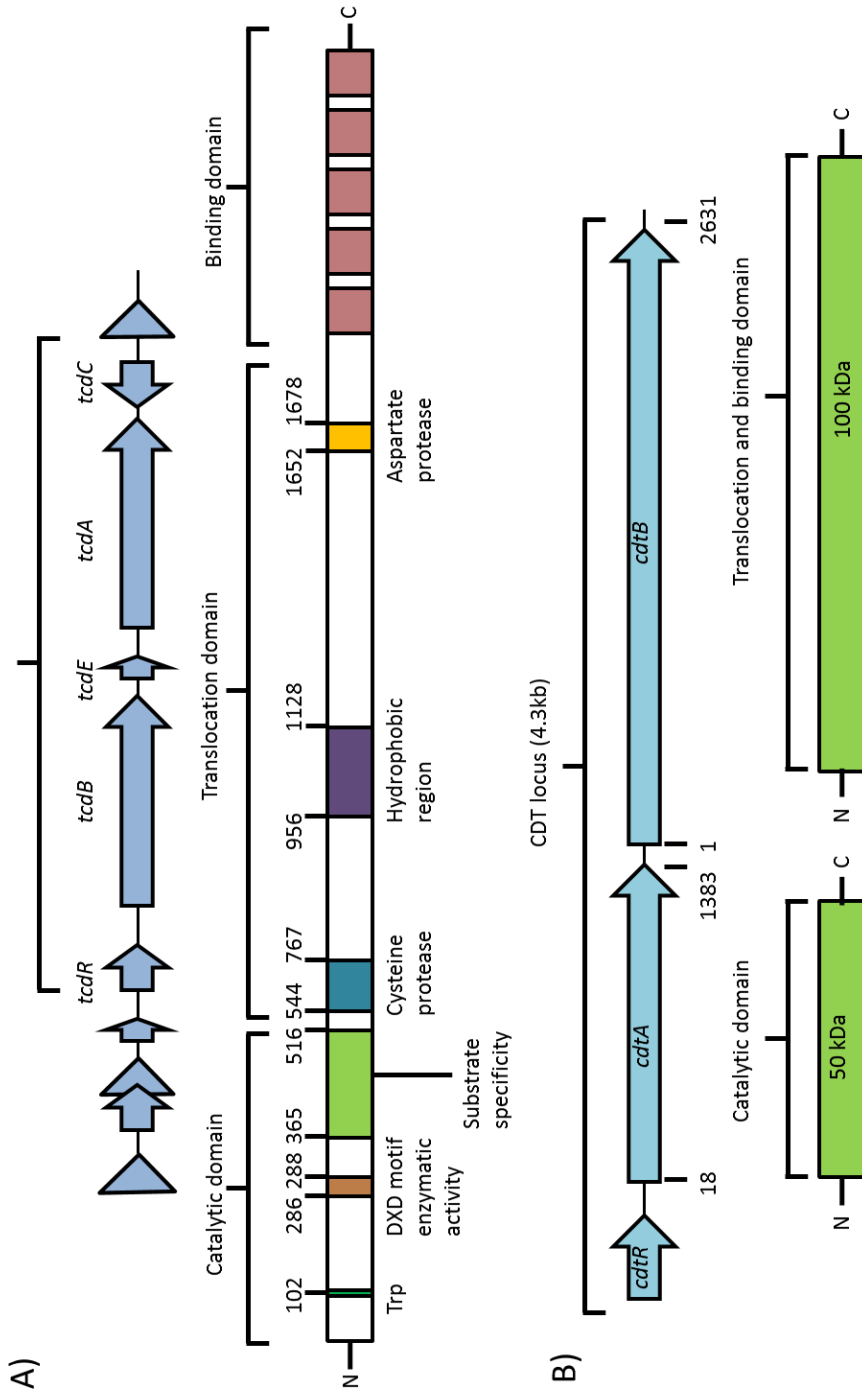 A)
tcdR
tcdB
tcdE
tcdA
tcdC
Catalytic domain
Translocation domain
Binding domain
102
286
288
365
516
544
767
956
1128
1652
1678
N
C
Trp
DXD motif
enzymatic
activity
Substrate
specificity
Cysteine
protease
Hydrophobic
region
Aspartate
protease
B)
CDT locus (4.3kb)
cdtR
cdtA
cdtB
18
1383
1
2631
Catalytic domain
Translocation and binding domain
N
50 kDa
C
N
100 kDa
C